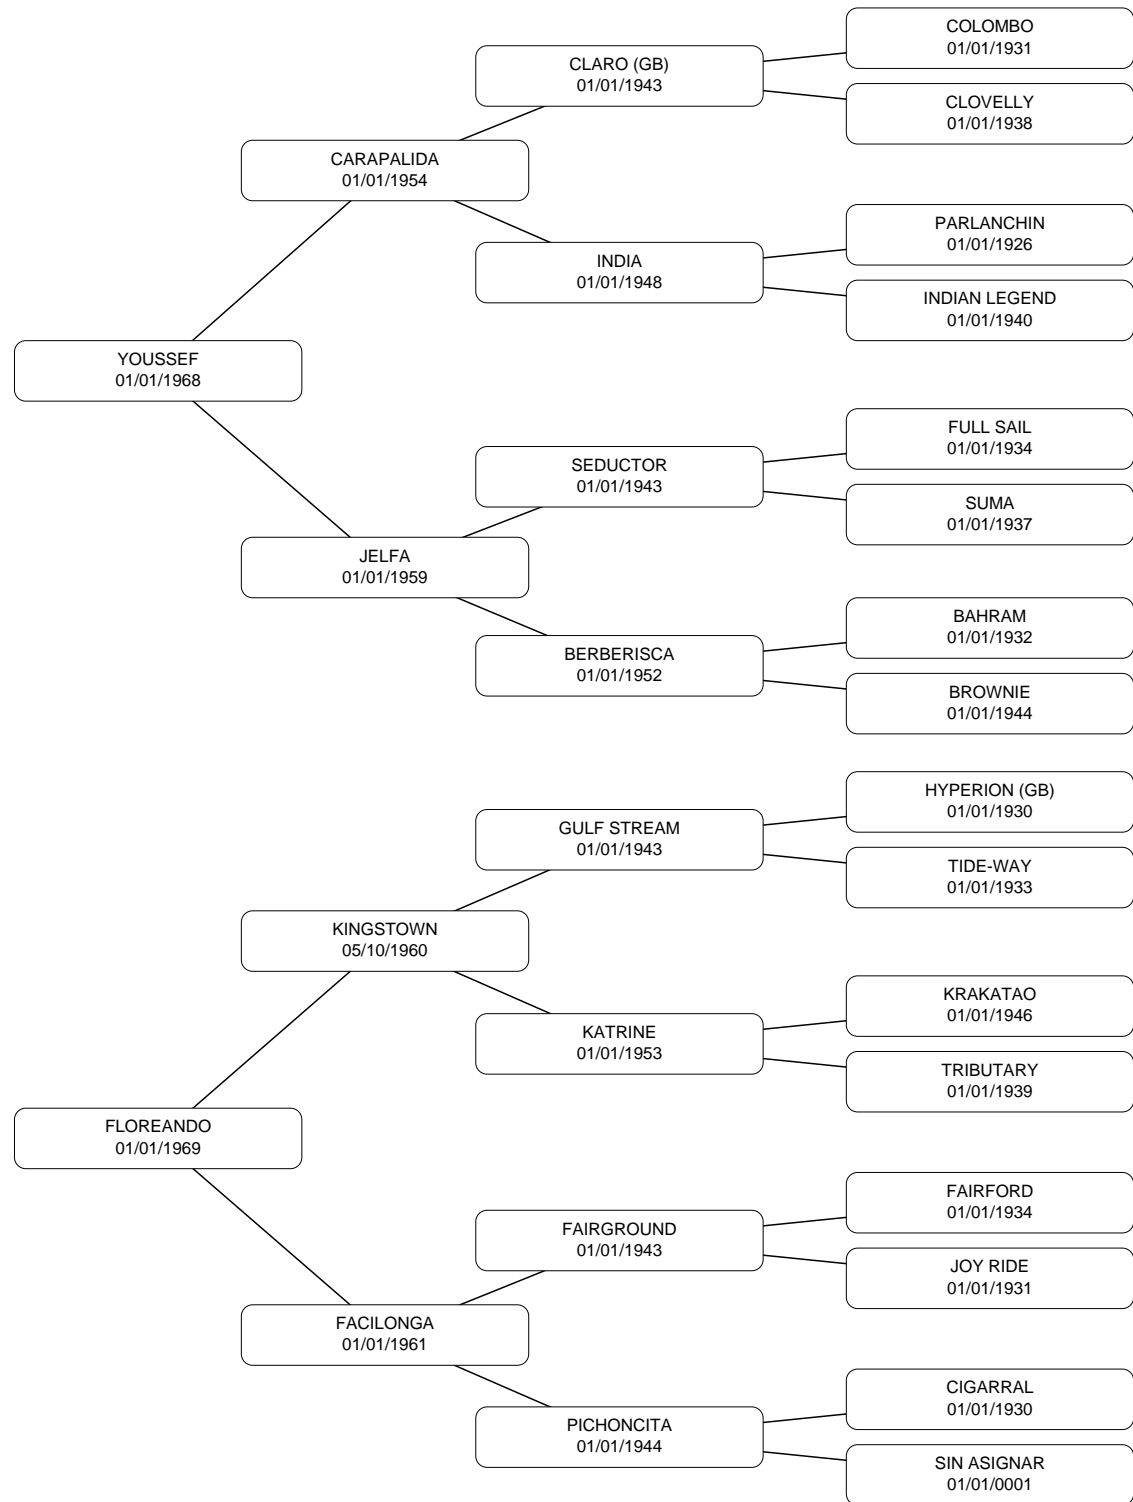 COLOMBO
01/01/1931
CLARO (GB)
01/01/1943
CLOVELLY
01/01/1938
CARAPALIDA
01/01/1954
PARLANCHIN
01/01/1926
INDIA
01/01/1948
INDIAN LEGEND
01/01/1940
YOUSSEF
01/01/1968
FULL SAIL
01/01/1934
SEDUCTOR
01/01/1943
SUMA
01/01/1937
JELFA
01/01/1959
BAHRAM
01/01/1932
BERBERISCA
01/01/1952
BROWNIE
01/01/1944
HYPERION (GB)
01/01/1930
GULF STREAM
01/01/1943
TIDE-WAY
01/01/1933
KINGSTOWN
05/10/1960
KRAKATAO
01/01/1946
KATRINE
01/01/1953
TRIBUTARY
01/01/1939
FLOREANDO
01/01/1969
FAIRFORD
01/01/1934
FAIRGROUND
01/01/1943
JOY RIDE
01/01/1931
FACILONGA
01/01/1961
CIGARRAL
01/01/1930
PICHONCITA
01/01/1944
SIN ASIGNAR
01/01/0001